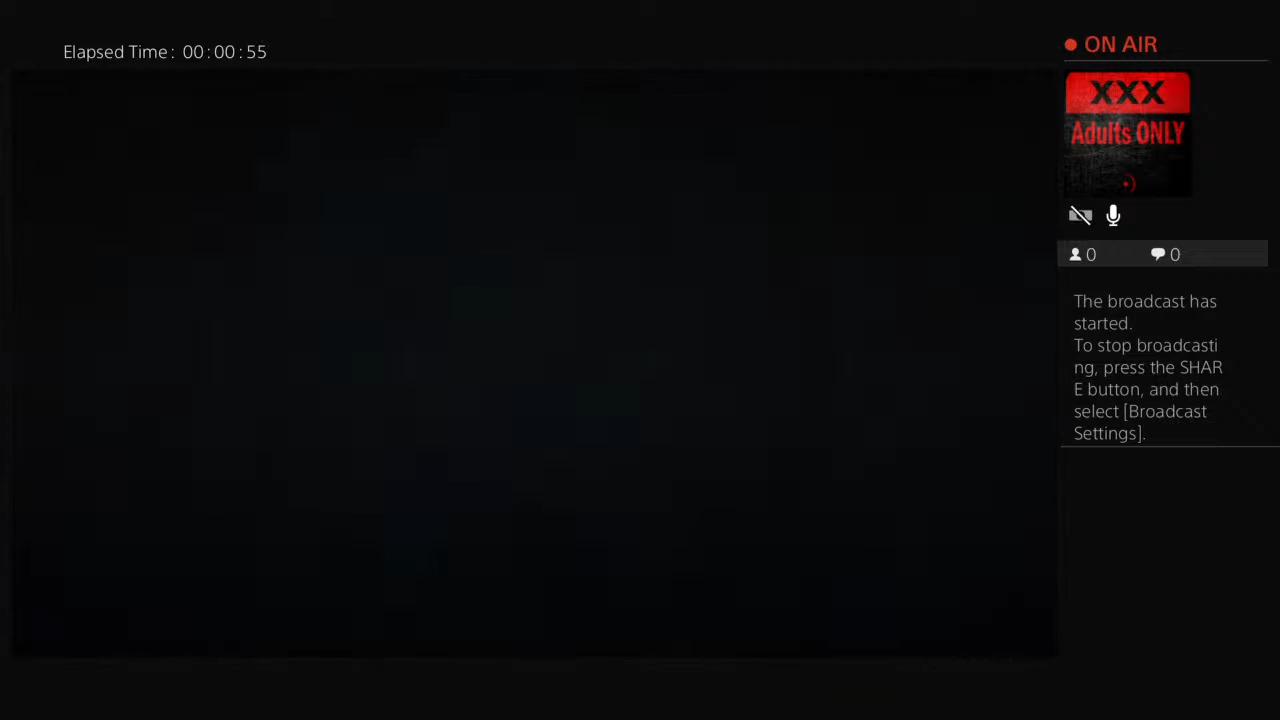 Elapsed Time: 00:00:55
ON AIR
XXX
Adults ONLY
0 0
The broadcast has
started.
To stop broadcasti
ng, press the SHAR
E button, and then
select [Broadcast
Settings].